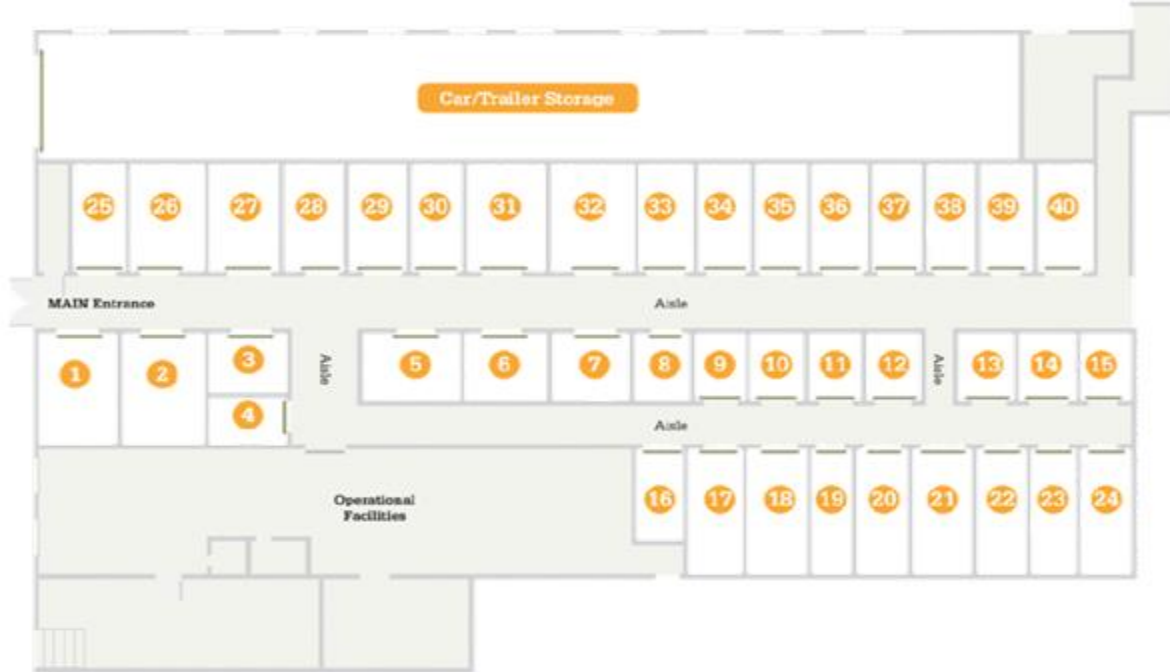 Car/Trailer Storage
25 26 27 28 29 30 31 32 33 34 35 36 37 38 39 40
MAIN Entrance Aisle
1 2 3 Aisle 5 6 7 8 9 10 11 12 Aisle 13 14 15
4
Aisle
Operational
Facilities
16 17 18 19 20 21 22 23 24